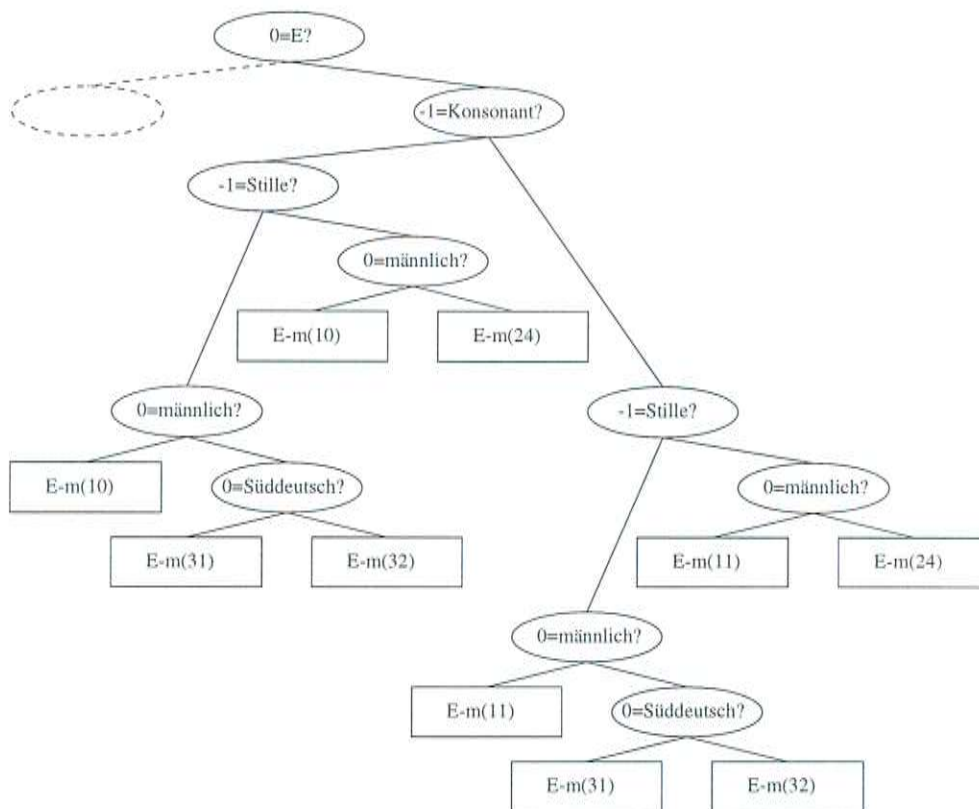 0=E?
-1=Konsonant?
-1=Stille?
0=männlich?
E-m(10)
E-m(24)
0=männlich?
-1=Stille?
E-m(10)
0=Süddeutsch?
0=männlich?
E-m(31)
E-m(32)
E-m(11)
E-m(24)
0=männlich?
E-m(11)
0=Süddeutsch?
E-m(31)
E-m(32)